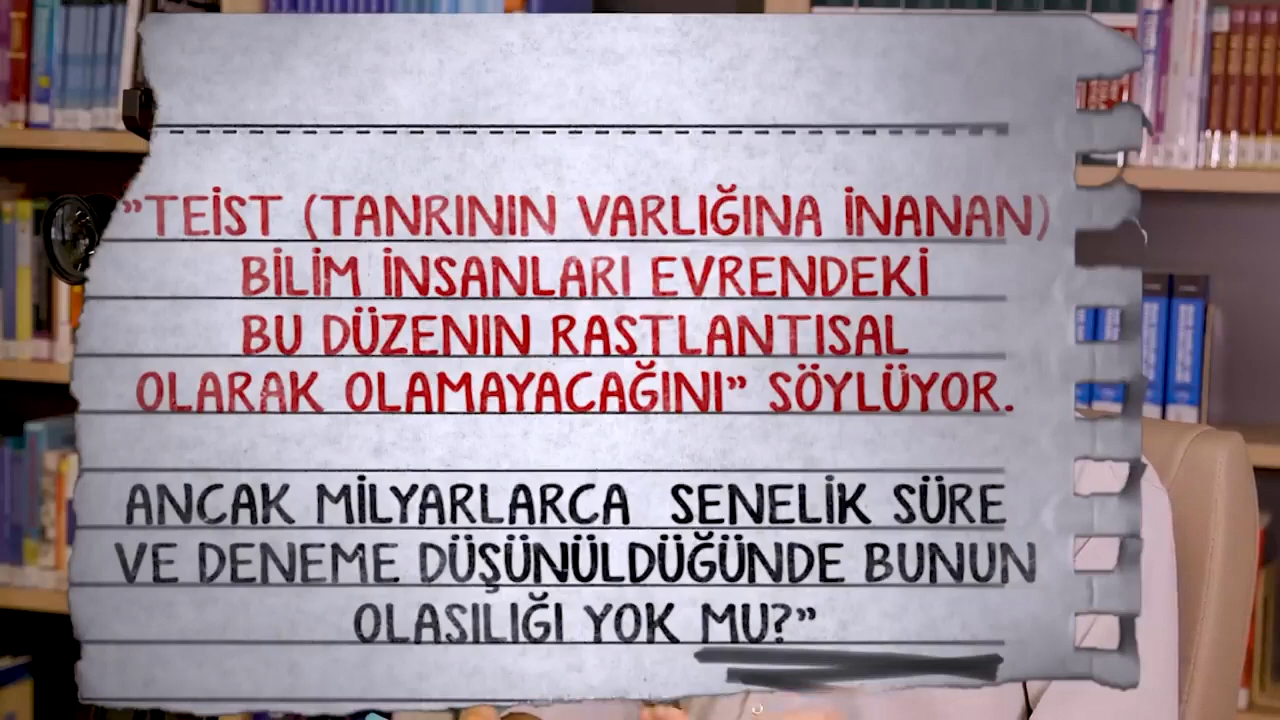 ”TEİST (TANRININ VARLIĞINA İNANAN)
BİLİM İNSANLARI EVRENDEKİ
BU DÜZENIN RASTLANTISAL
OLARAK OLAMAYACAĞINI” SÖYLÜYOR.
ANCAK MİLYARLARCA SENELİK SÜRE
VE DENEME DÜŞÜNÜLDÜĞÜNDE BUNUN
OLASILIĞI YOK MU?”